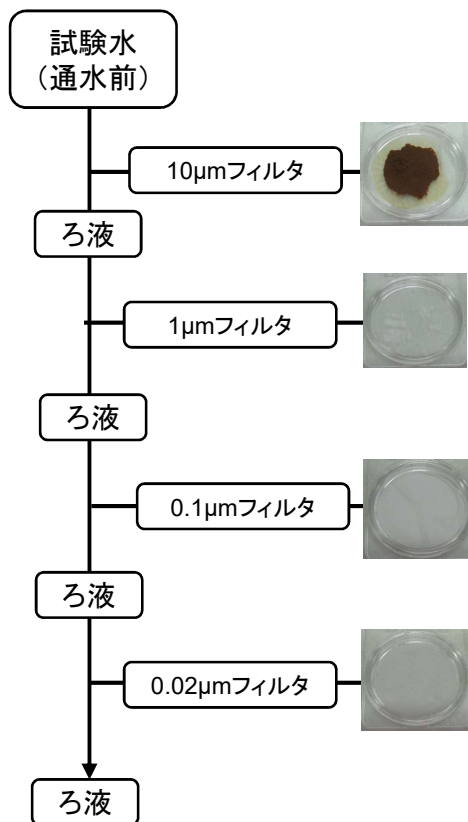 試験水
（通水前）
10µmフィルタ
ろ液
1µmフィルタ
ろ液
0.1µmフィルタ
ろ液
0.02µmフィルタ
ろ液